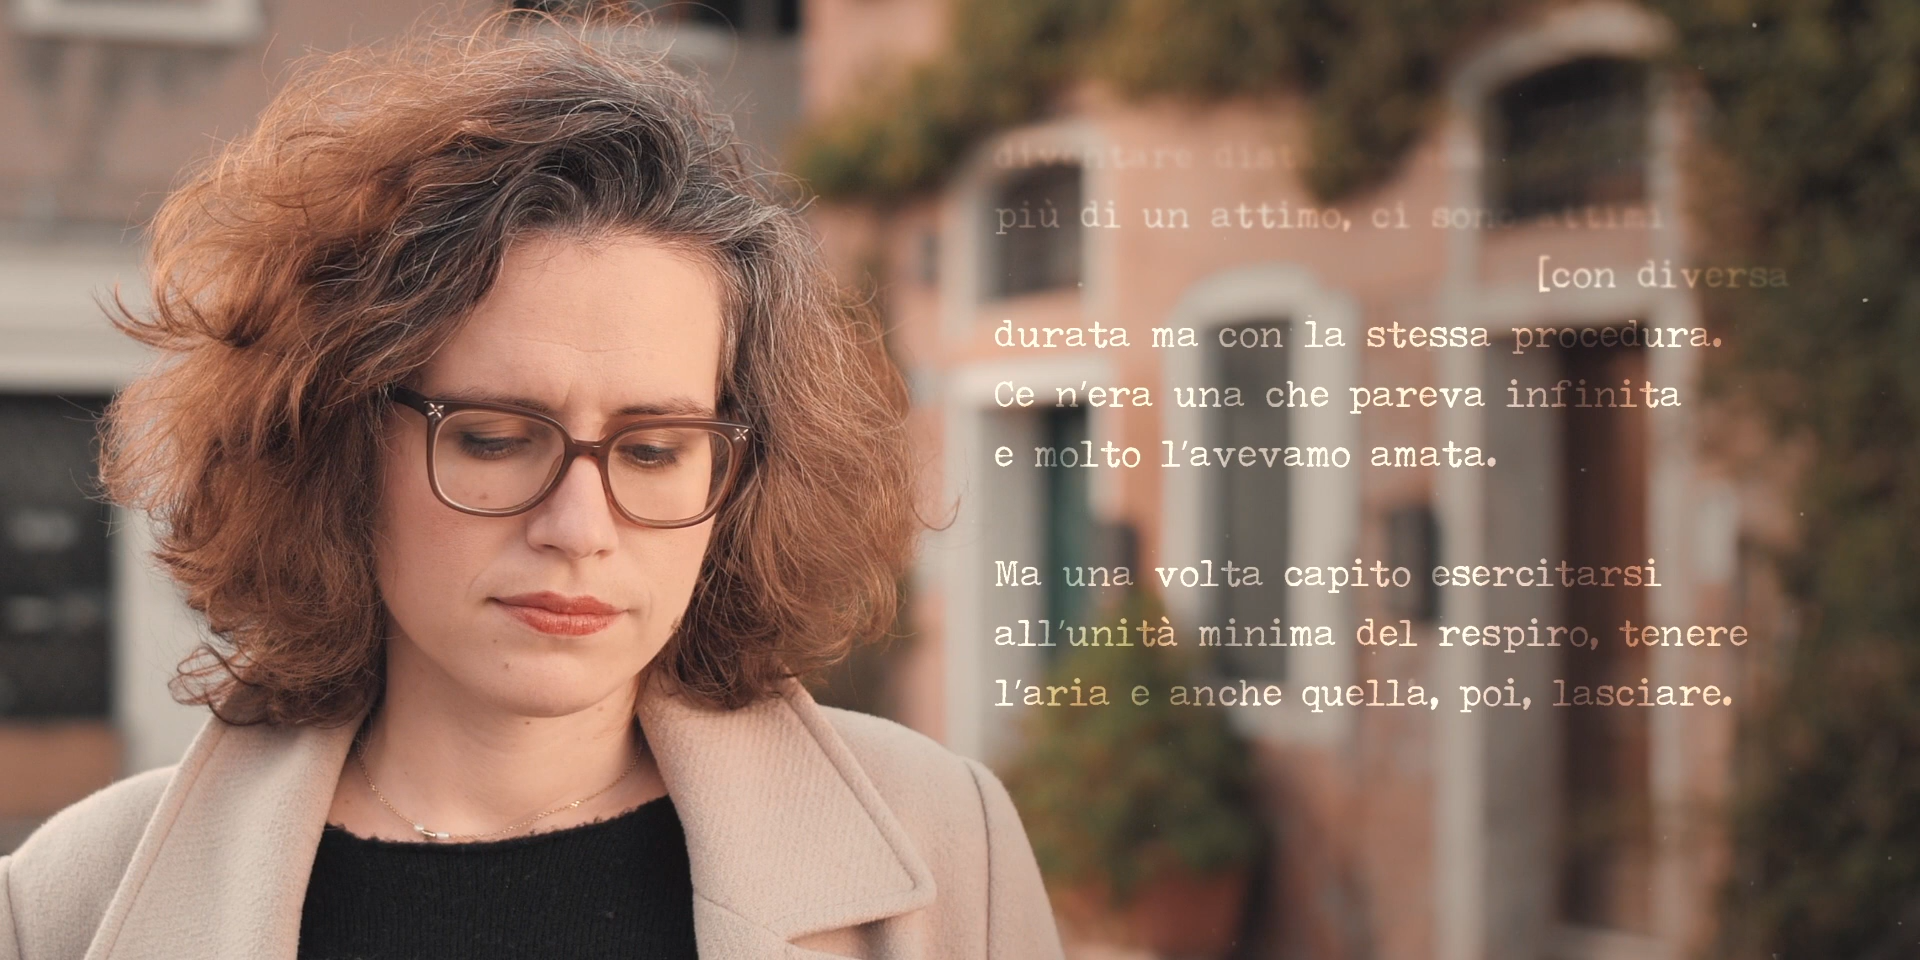 diventare
più di un attimo, ci sono attimi
[con diversa
durata ma con la stessa procedura.
Ce n'era una che pareva infinita
e molto l'avevamo amata.
Ma una volta capito esercitarsi
all'unità minima del respiro, tenere
l'aria e anche quella, poi, lasciare.